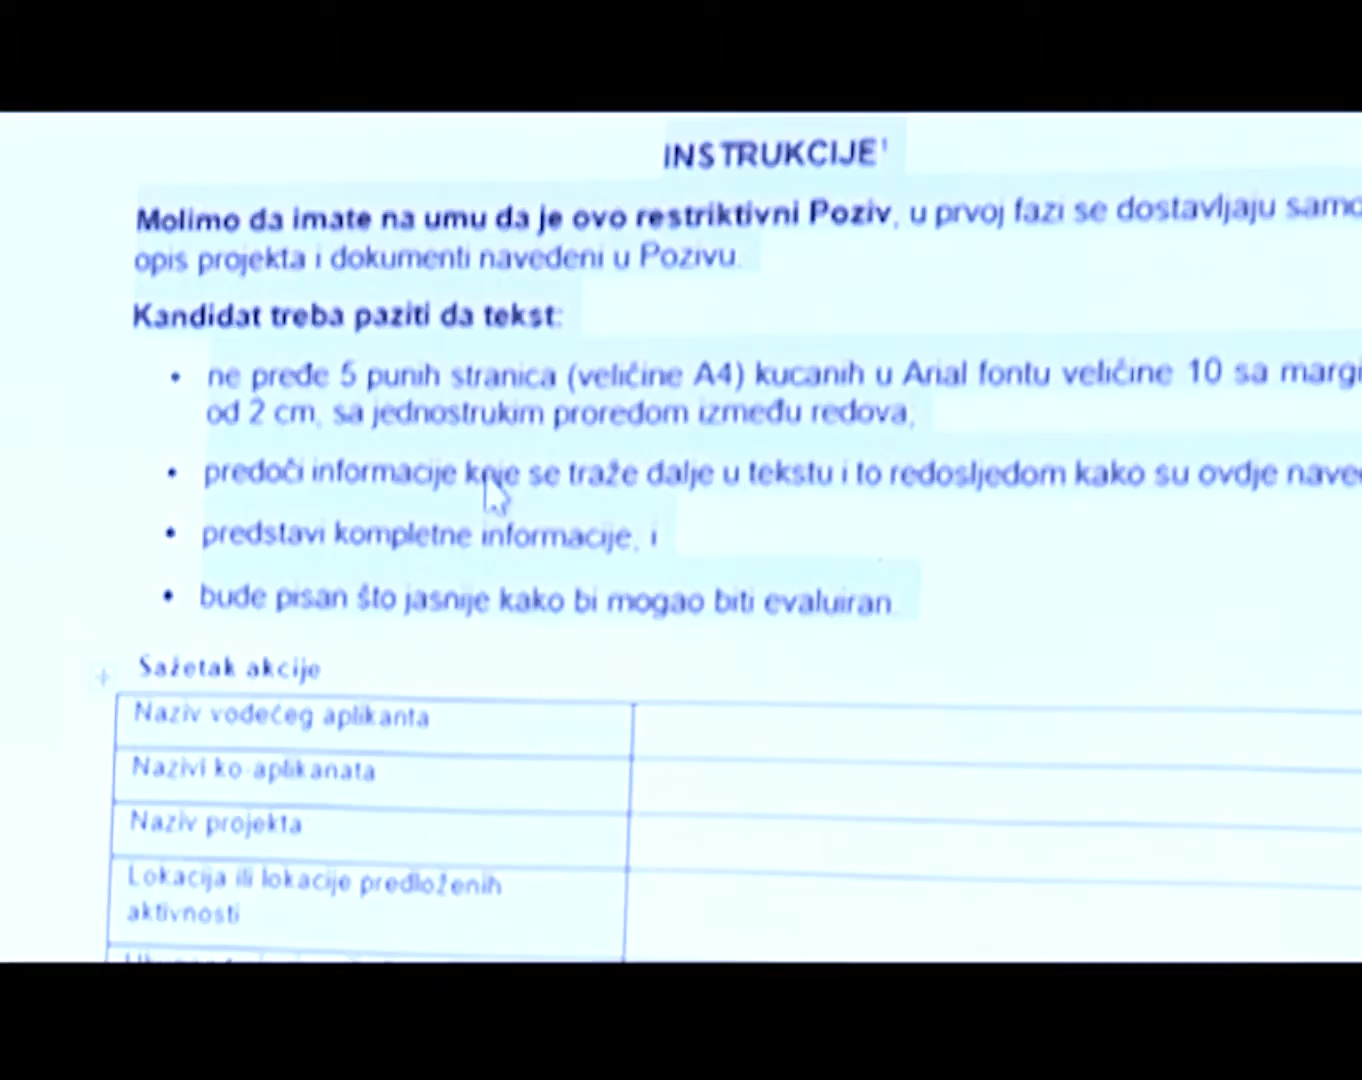 INSTRUKCIJE¹
Molimo da imate na umu da je ovo restriktivni Poziv, u prvoj fazi se dostavljaju samo
opis projekta i dokumenti navedeni u Pozivu.
Kandidat treba paziti da tekst:
• ne pređe 5 punih stranica (veličine A4) kucanih u Arial fontu veličine 10 sa margi
od 2 cm, sa jednostrukim proredom između redova;
• predoči informacije koje se traže dalje u tekstu i to redosljedom kako su ovdje nave
• predstavi kompletne informacije, i
• bude pisan što jasnije kako bi mogao biti evaluiran.
Sažetak akcije
Naziv vodećeg aplikanta
Nazivi ko-aplikanata
Naziv projekta
Lokacija ili lokacije predloženih
aktivnosti